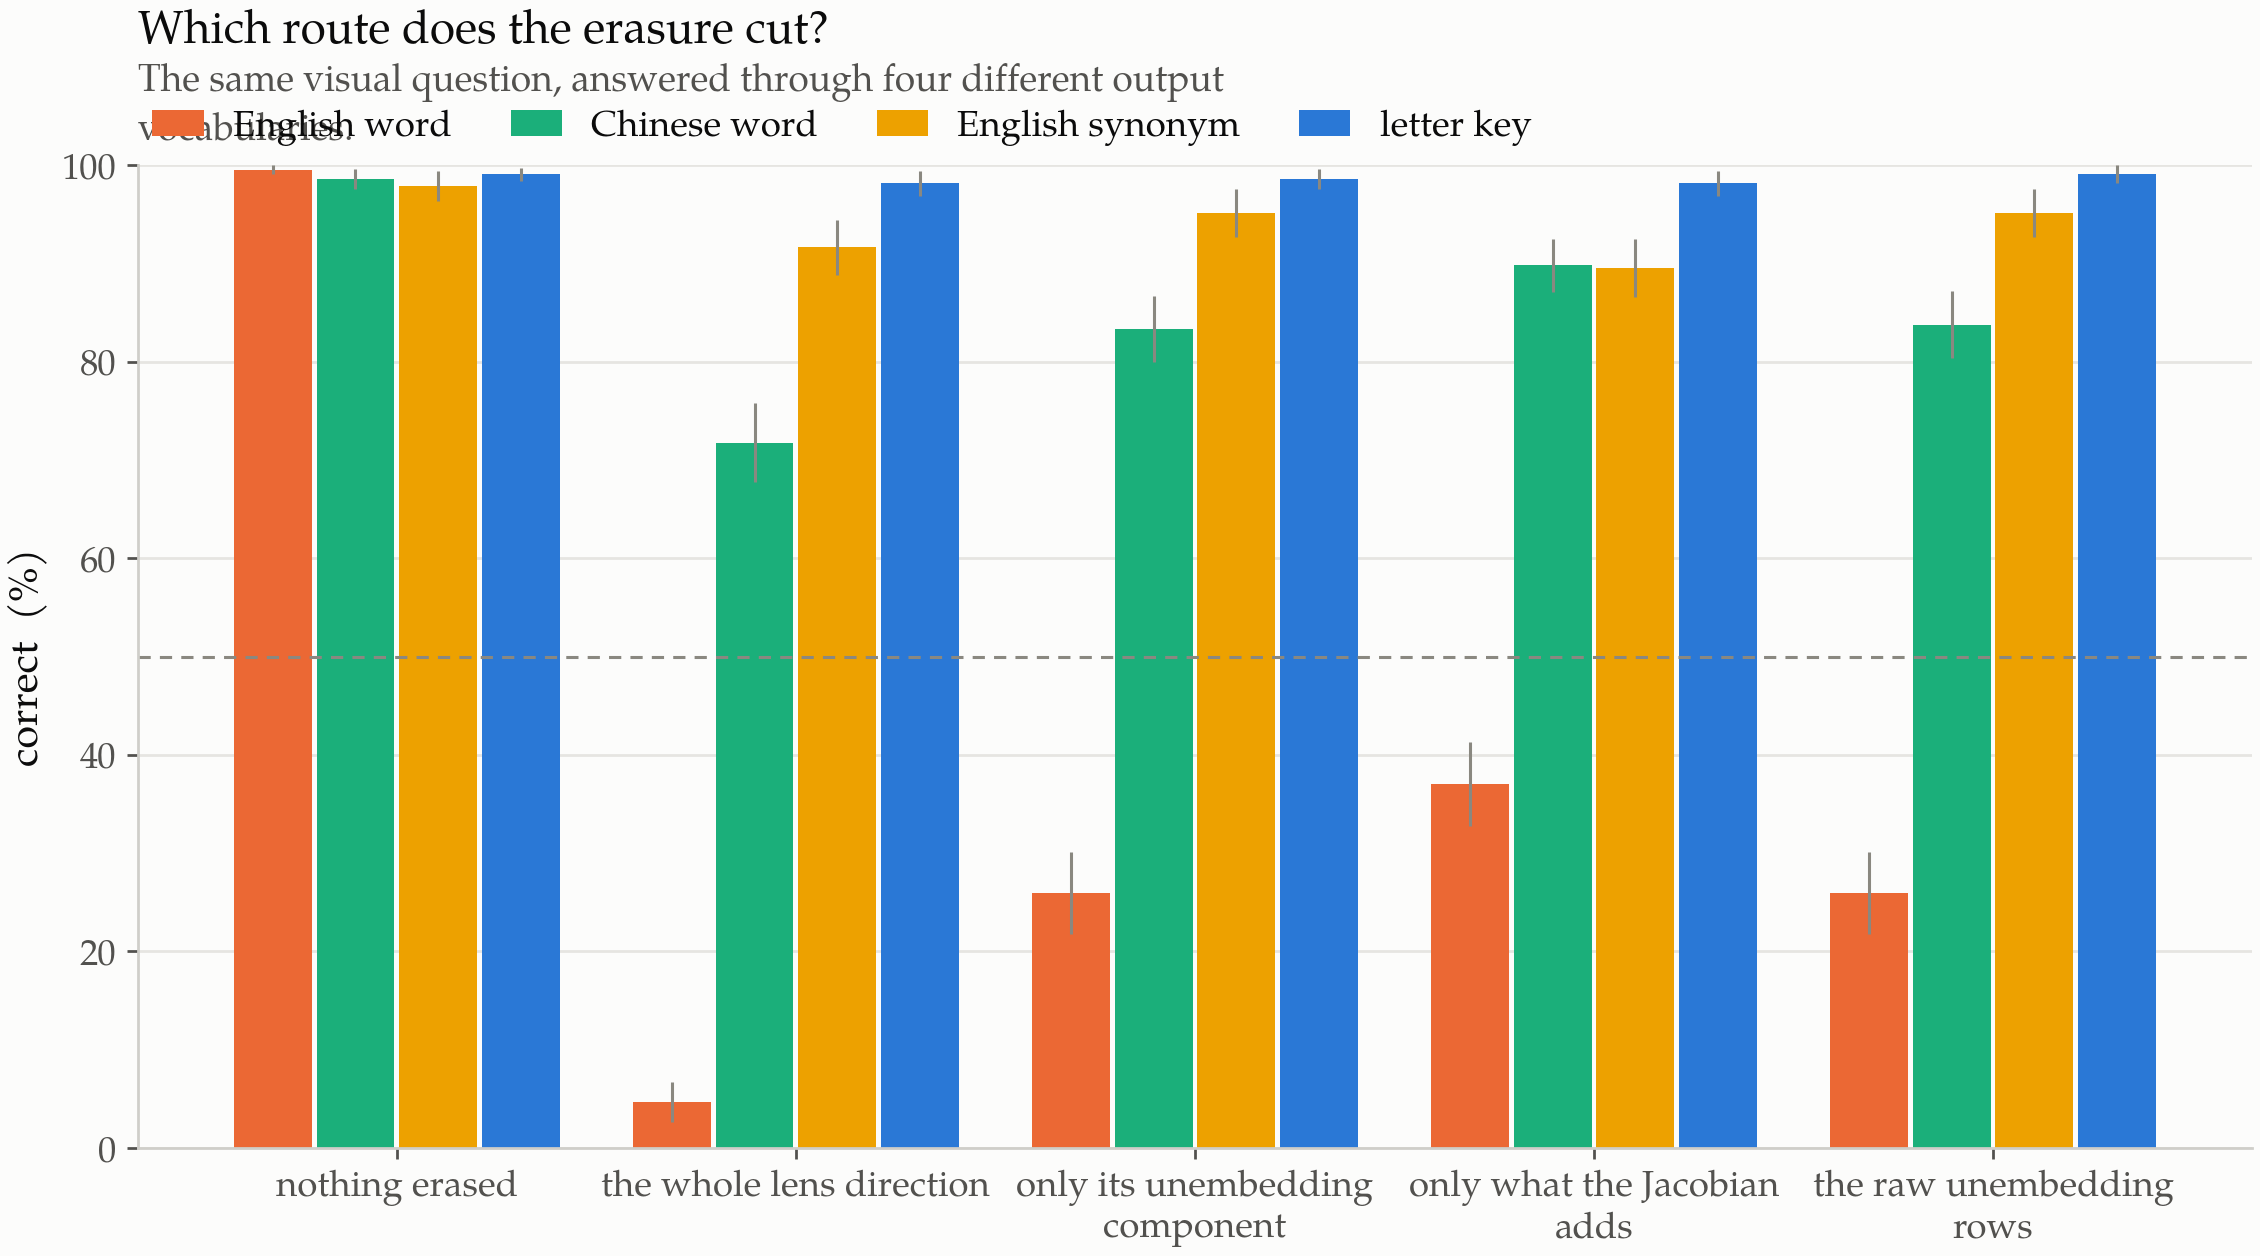 Which route does the erasure cut?
The same visual question, answered through four different output
vocabularies.
English word
Chinese word
English synonym
letter key
correct (%)
100
80
60
40
20
0
nothing erased
the whole lens direction
only its unembedding
component
only what the Jacobian
adds
the raw unembedding
rows